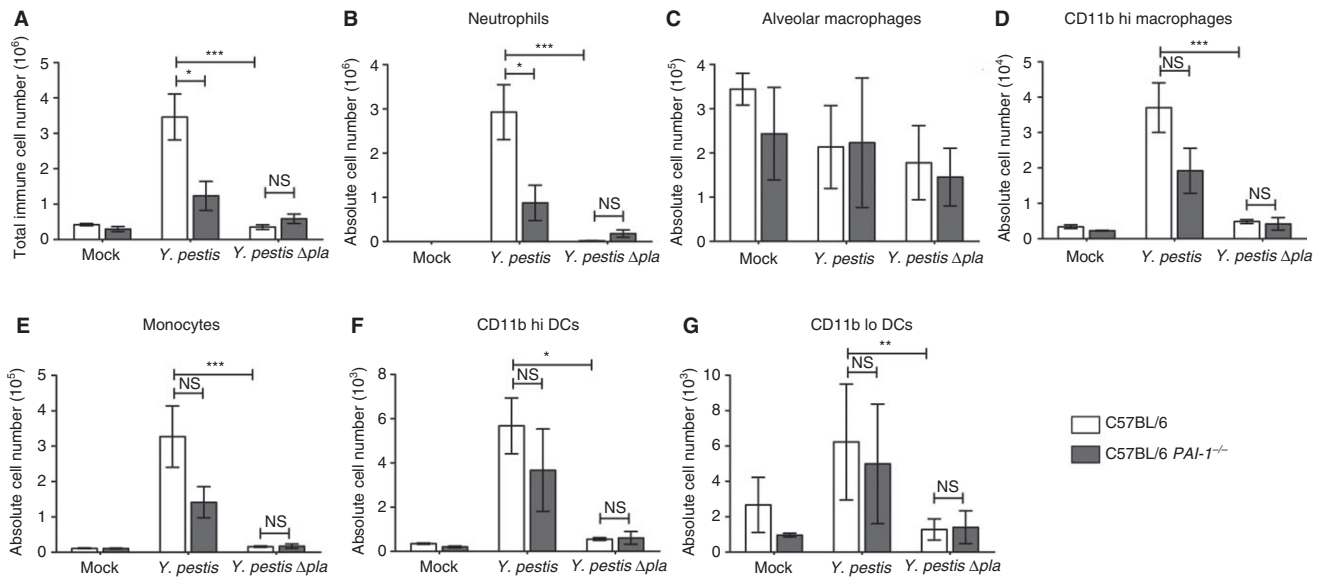 A
Total immune cell number (10⁶)
5
4
3
2
1
0
***
*
NS
Mock
Y. pestis
Y. pestis Δpla
B
Neutrophils
Absolute cell number (10⁶)
4
3
2
1
0
***
*
NS
Mock
Y. pestis
Y. pestis Δpla
C
Alveolar macrophages
Absolute cell number (10⁵)
4
3
2
1
0
Mock
Y. pestis
Y. pestis Δpla
D
CD11b hi macrophages
Absolute cell number (10⁴)
5
4
3
2
1
0
***
NS
NS
Mock
Y. pestis
Y. pestis Δpla
E
Monocytes
Absolute cell number (10⁵)
5
4
3
2
1
0
***
NS
NS
Mock
Y. pestis
Y. pestis Δpla
F
CD11b hi DCs
Absolute cell number (10³)
8
6
4
2
0
*
NS
NS
Mock
Y. pestis
Y. pestis Δpla
G
CD11b lo DCs
Absolute cell number (10³)
10
8
6
4
2
0
**
NS
NS
Mock
Y. pestis
Y. pestis Δpla
C57BL/6
C57BL/6 PAI-1⁻/⁻